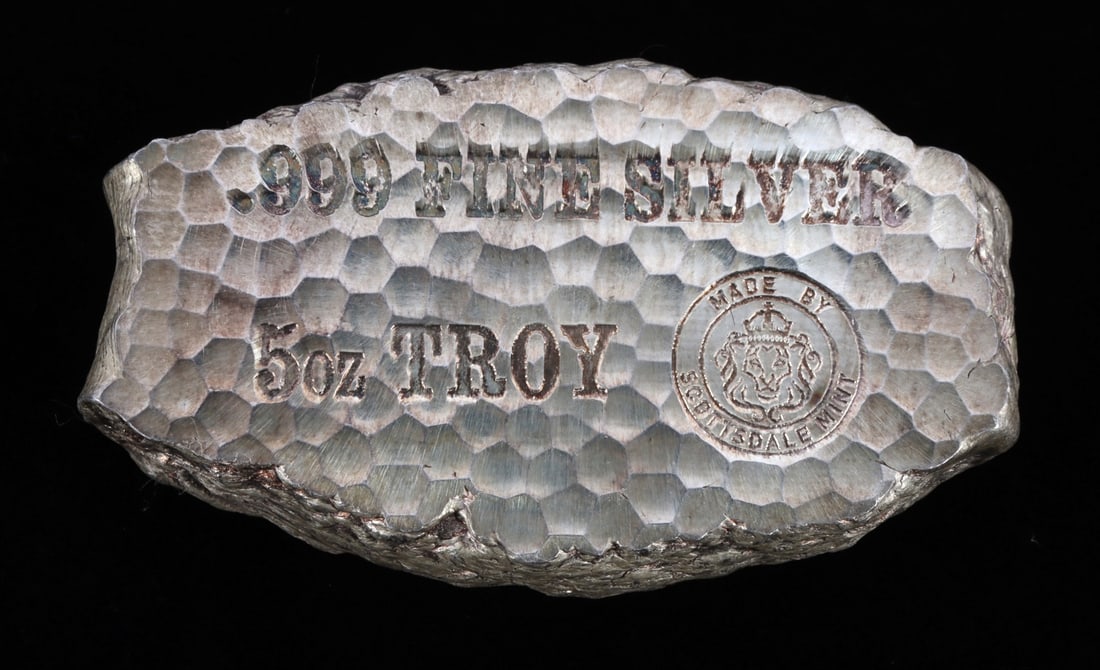 .999 FINE SILVER
5oz TROY
MADE BY
SCOTTSDALE MINT